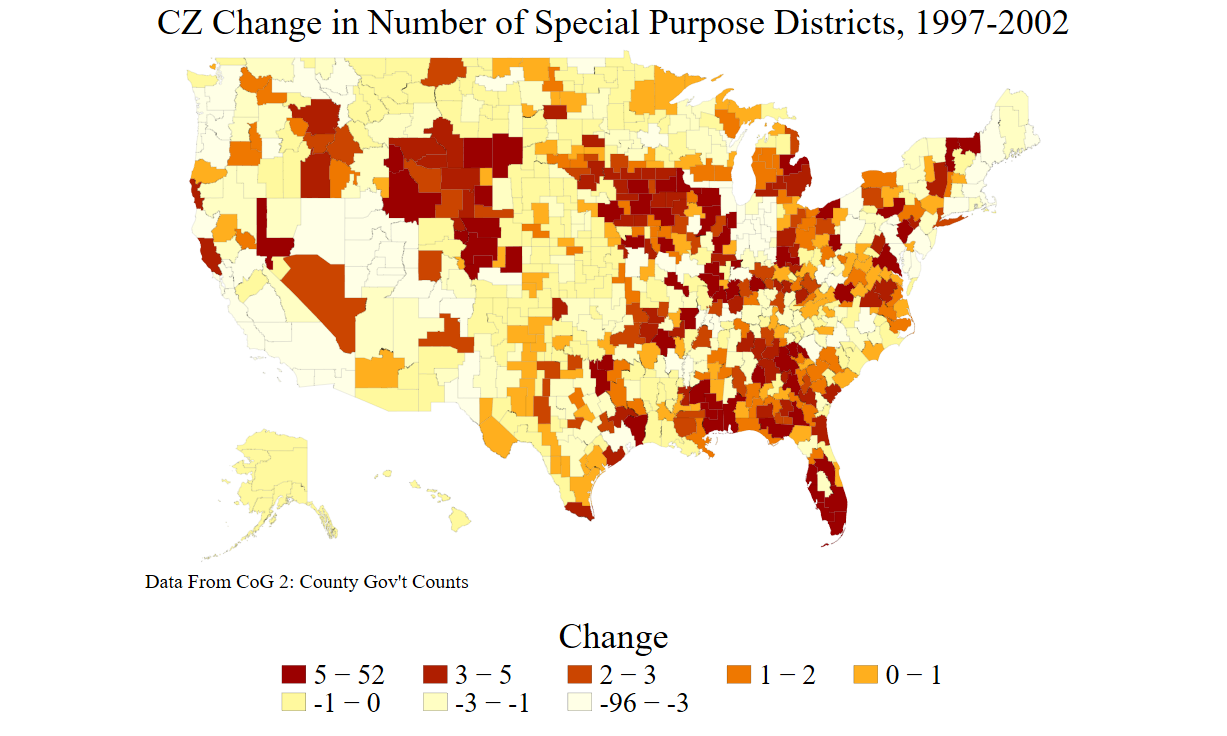 CZ Change in Number of Special Purpose Districts, 1997-2002
Data From CoG 2: County Gov't Counts
Change
5 − 52 3 − 5 2 − 3 1 − 2 0 − 1
-1 − 0 -3 − -1 -96 − -3